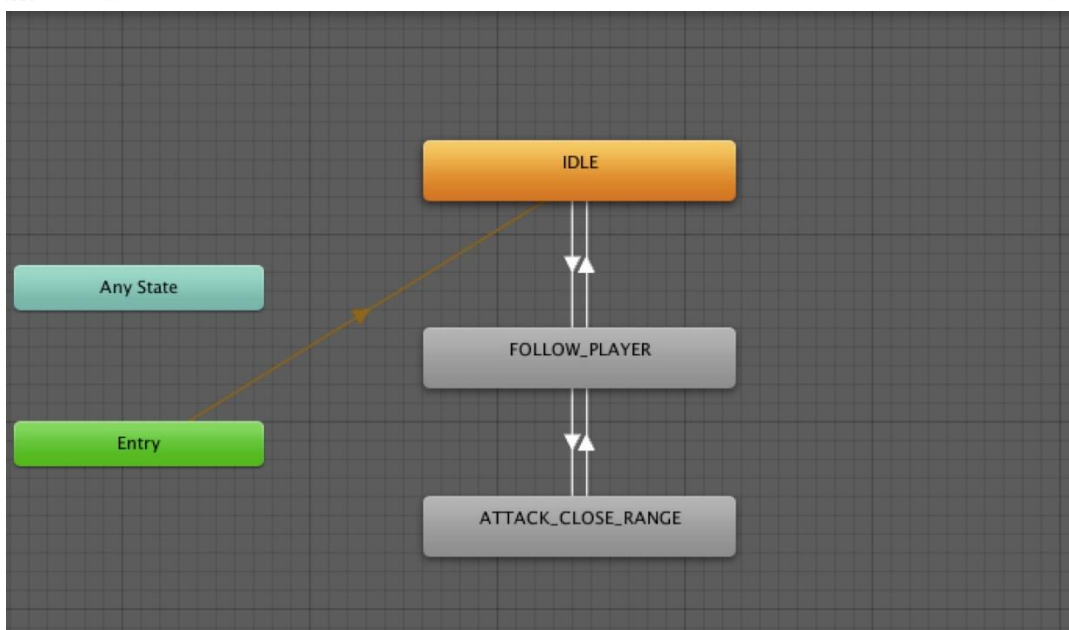 IDLE
Any State
FOLLOW_PLAYER
Entry
ATTACK_CLOSE_RANGE